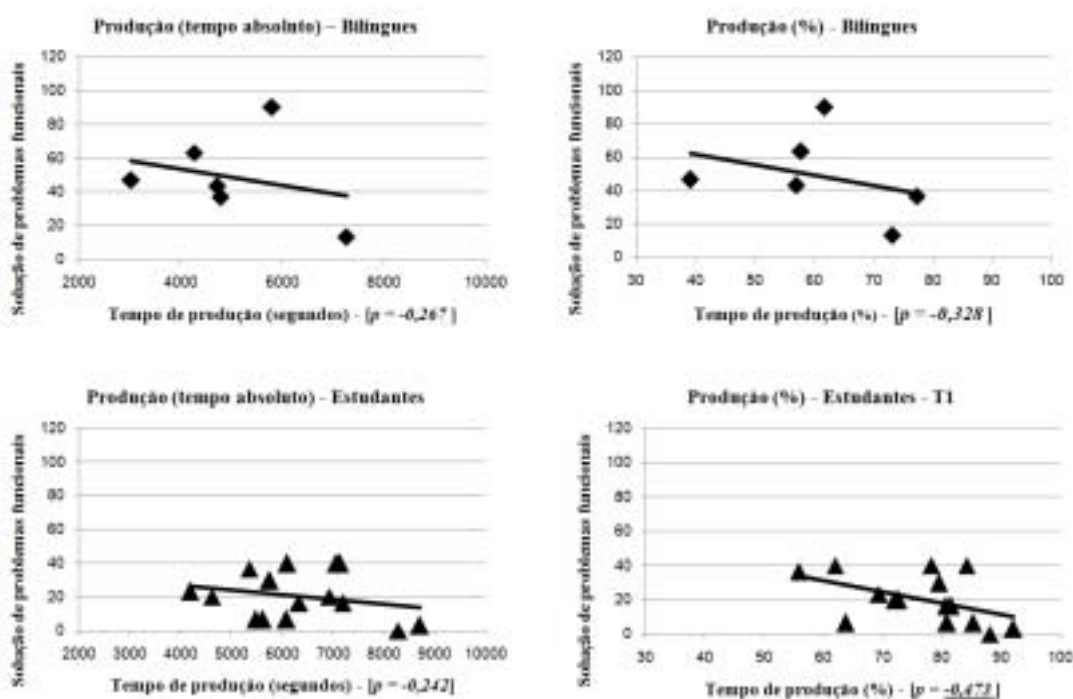 Produção (tempo absoluto) – Bilingues
Solução de problemas funcionais
120
100
80
60
40
20
0
2000 4000 6000 8000 10000
Tempo de produção (segundos) - [p = -0,267 ]
Produção (%) - Bilingues
Solução de problemas funcionais
120
100
80
60
40
20
0
30 40 50 60 70 80 90 100
Tempo de produção (%) - [p = -0,328 ]
Produção (tempo absoluto) - Estudantes
Solução de problemas funcionais
120
100
80
60
40
20
0
2000 3000 4000 5000 6000 7000 8000 9000 10000
Tempo de produção (segundos) - [p = -0,242]
Produção (%) - Estudantes - T1
Solução de problemas funcionais
120
100
80
60
40
20
0
30 40 50 60 70 80 90 100
Tempo de produção (%) - [p = -0,473 ]